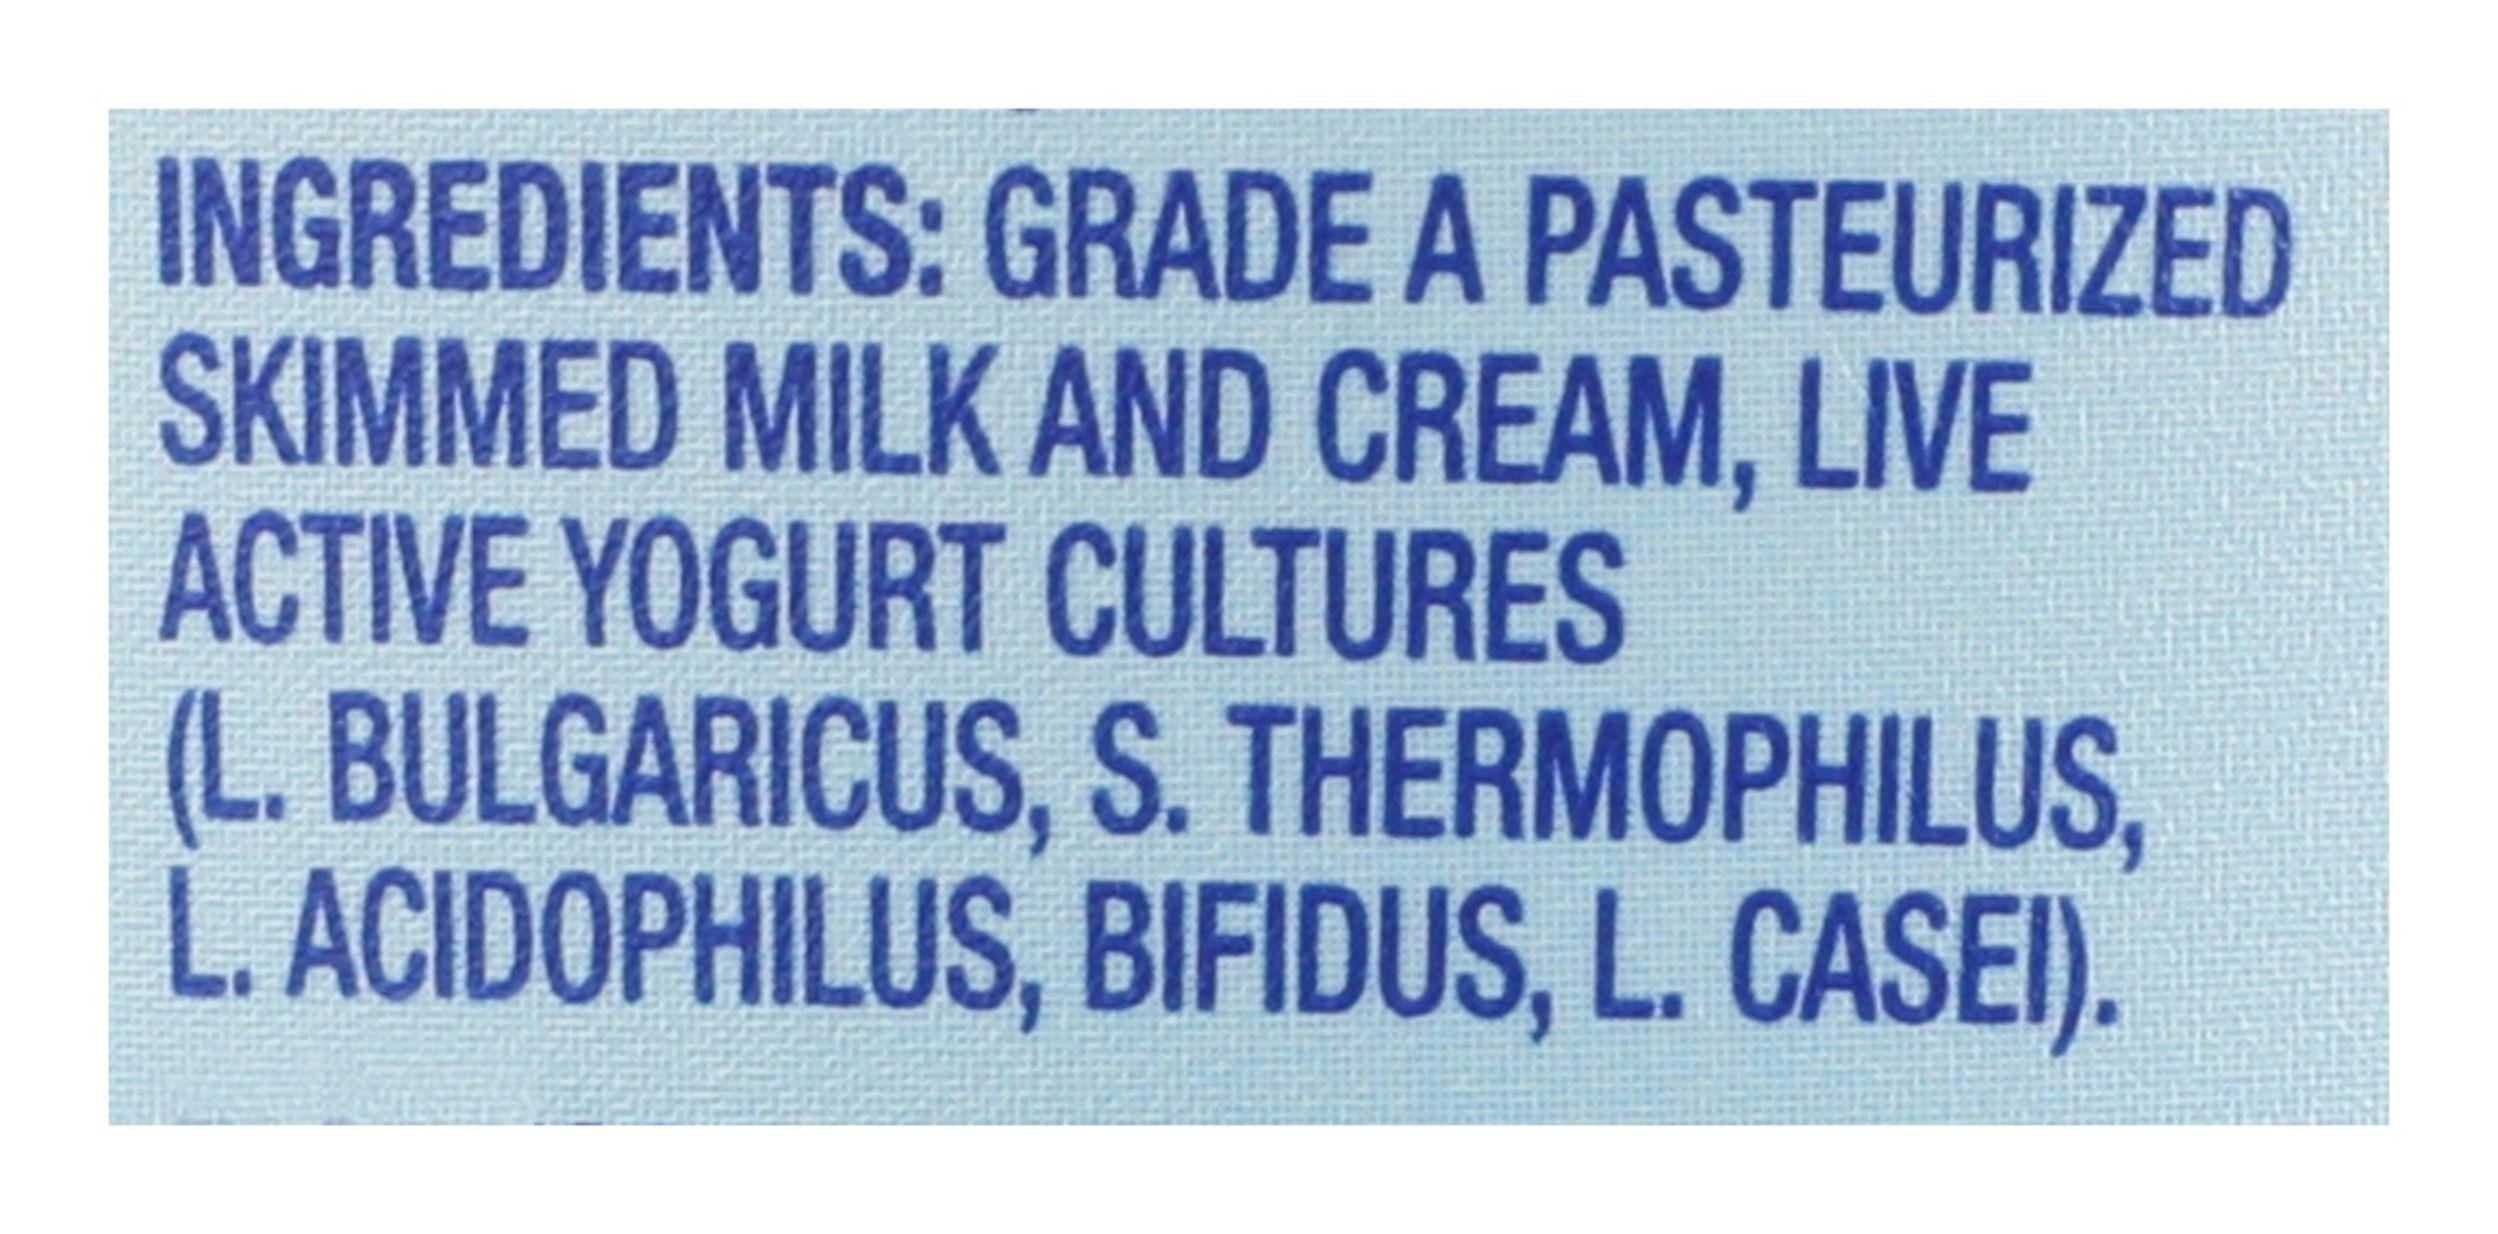 INGREDIENTS: GRADE A PASTEURIZED
SKIMMED MILK AND CREAM, LIVE
ACTIVE YOGURT CULTURES
(L. BULGARICUS, S. THERMOPHILUS,
L. ACIDOPHILUS, BIFIDUS, L. CASEI).